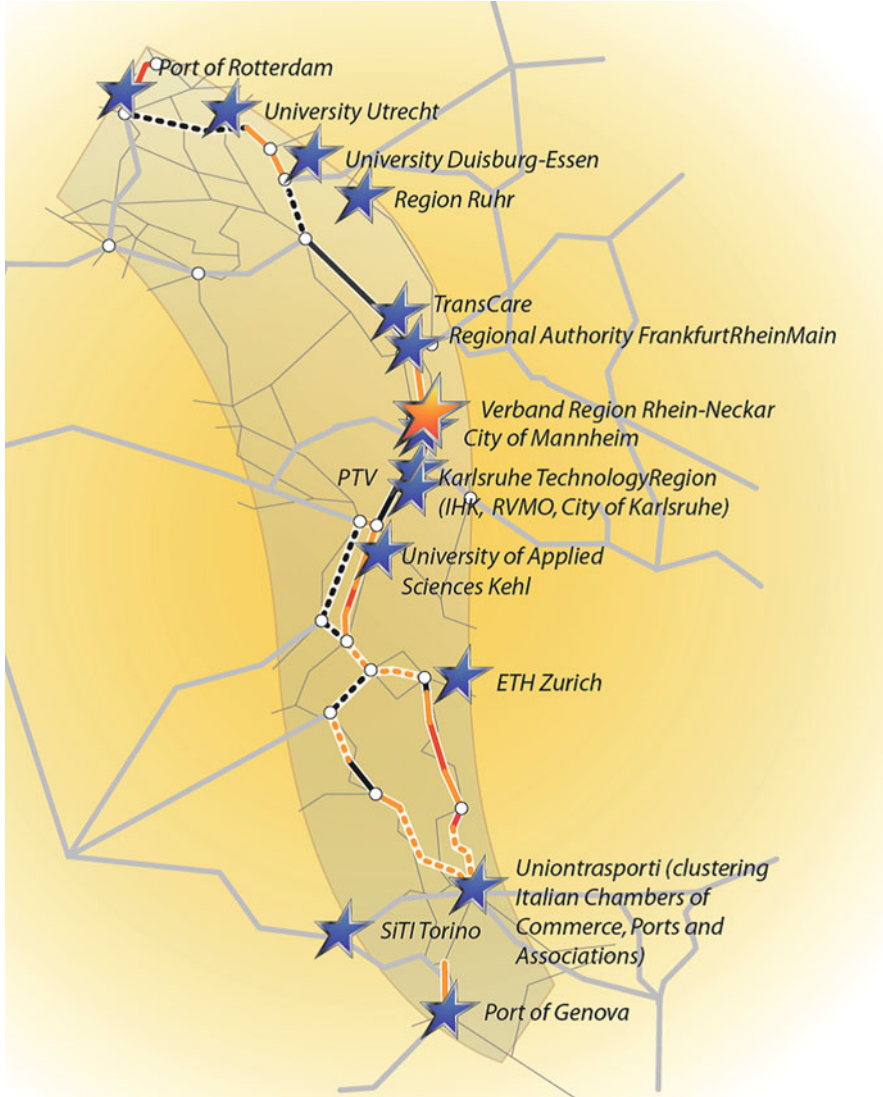 Port of Rotterdam
University Utrecht
University Duisburg-Essen
Region Ruhr
TransCare
Regional Authority FrankfurtRheinMain
Verband Region Rhein-Neckar
City of Mannheim
PTV
Karlsruhe TechnologyRegion
(IHK, RVMO, City of Karlsruhe)
University of Applied
Sciences Kehl
ETH Zurich
Uniontrasporti (clustering
Italian Chambers of
Commerce, Ports and
Associations)
SiTI Torino
Port of Genova